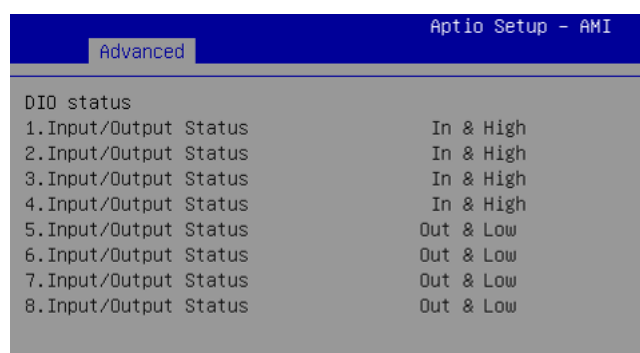 Aptio Setup – AMI
Advanced
DIO status
1.Input/Output Status In & High
2.Input/Output Status In & High
3.Input/Output Status In & High
4.Input/Output Status In & High
5.Input/Output Status Out & Low
6.Input/Output Status Out & Low
7.Input/Output Status Out & Low
8.Input/Output Status Out & Low